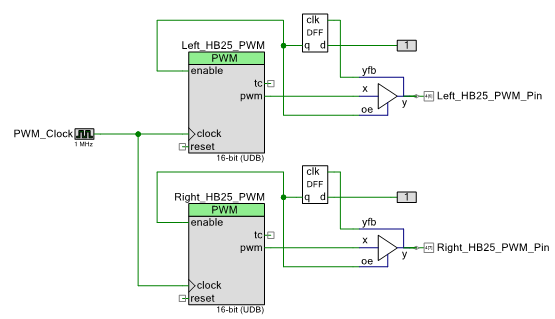 clk
DFF
q d
1
Left_HB25_PWM
PWM
enable
tc
pwm
yfb
x
oe
y
Left_HB25_PWM_Pin
PWM_Clock
1 MHz
clock
reset
16-bit (UDB)
clk
DFF
q d
1
Right_HB25_PWM
PWM
enable
tc
pwm
yfb
x
oe
y
Right_HB25_PWM_Pin
clock
reset
16-bit (UDB)